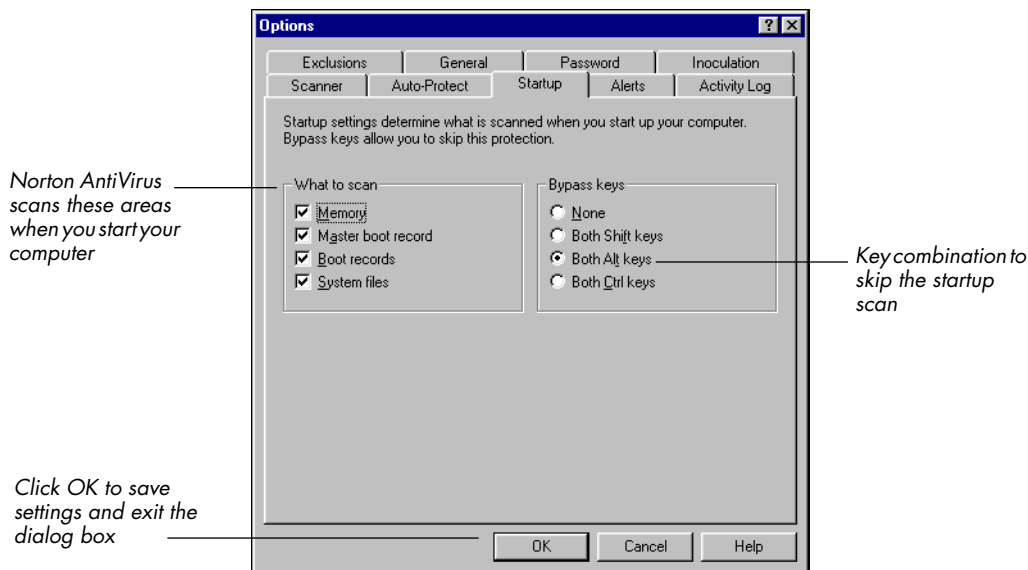 Options
Exclusions General Password Inoculation
Scanner Auto-Protect Startup Alerts Activity Log
Startup settings determine what is scanned when you start up your computer.
Bypass keys allow you to skip this protection.
Norton AntiVirus
scans these areas
when you start your
computer
What to scan
Memory
Master boot record
Boot records
System files
Bypass keys
None
Both Shift keys
Both Alt keys
Both Ctrl keys
Key combination to
skip the startup
scan
Click OK to save
settings and exit the
dialog box
OK Cancel Help